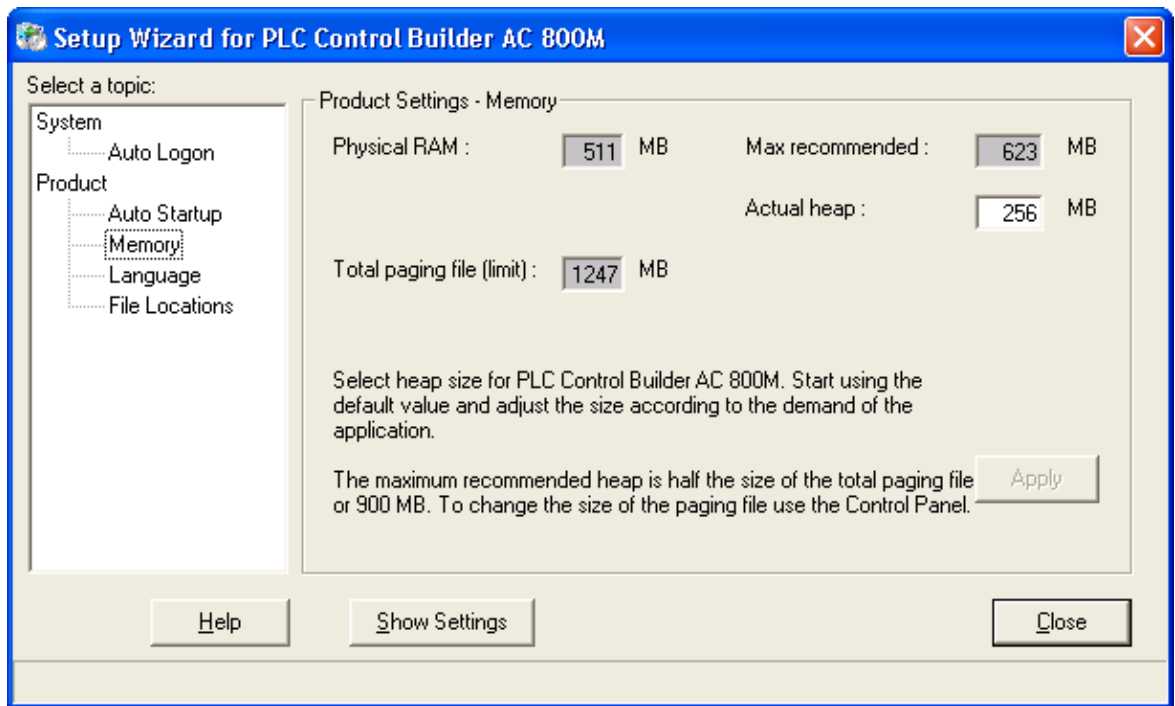 Setup Wizard for PLC Control Builder AC 800M
Select a topic:
System
Auto Logon
Product
Auto Startup
Memory
Language
File Locations
Product Settings - Memory
Physical RAM : 511 MB Max recommended : 623 MB
Actual heap : 256 MB
Total paging file (limit) : 1247 MB
Select heap size for PLC Control Builder AC 800M. Start using the
default value and adjust the size according to the demand of the
application.
The maximum recommended heap is half the size of the total paging file
or 900 MB. To change the size of the paging file use the Control Panel.
Apply
Help Show Settings Close